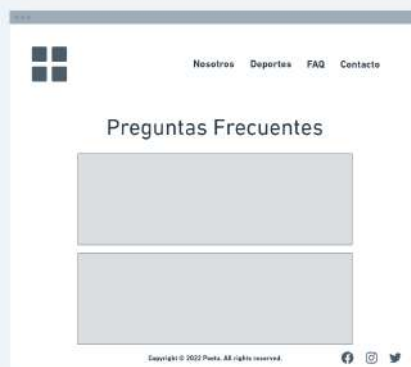 Nosotros Deportes FAQ Contacto
Preguntas Frecuentes
Copyright © 2022 Poets. All rights reserved.